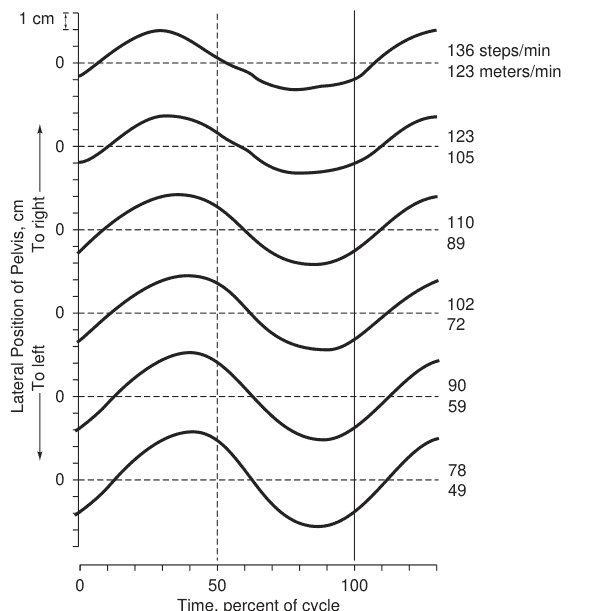 1 cm
0
136 steps/min
123 meters/min
0
123
105
0
110
89
0
102
72
0
90
59
0
78
49
Lateral Position of Pelvis, cm
To right
To left
0 50 100
Time, percent of cycle